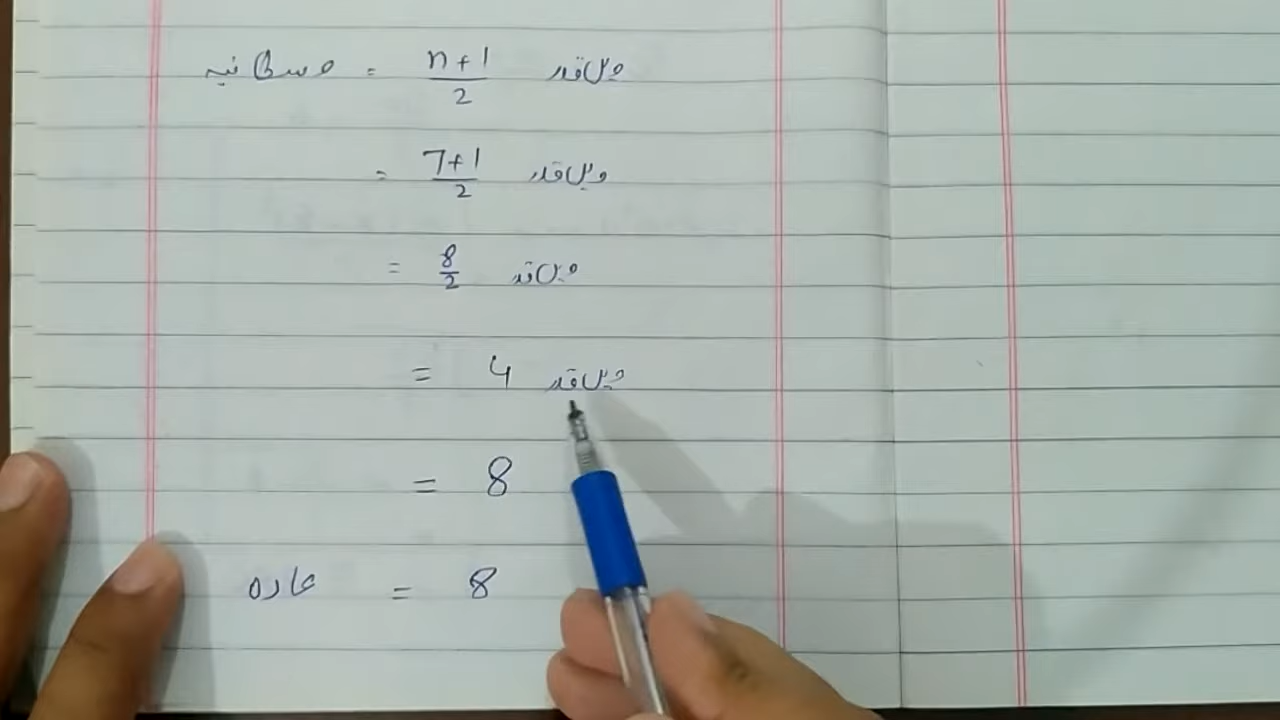 وسطانیہ = n+1/2 ویں قدر
= 7+1/2 ویں قدر
= 8/2 ویں قدر
= 4 ویں قدر
= 8
عادہ = 8